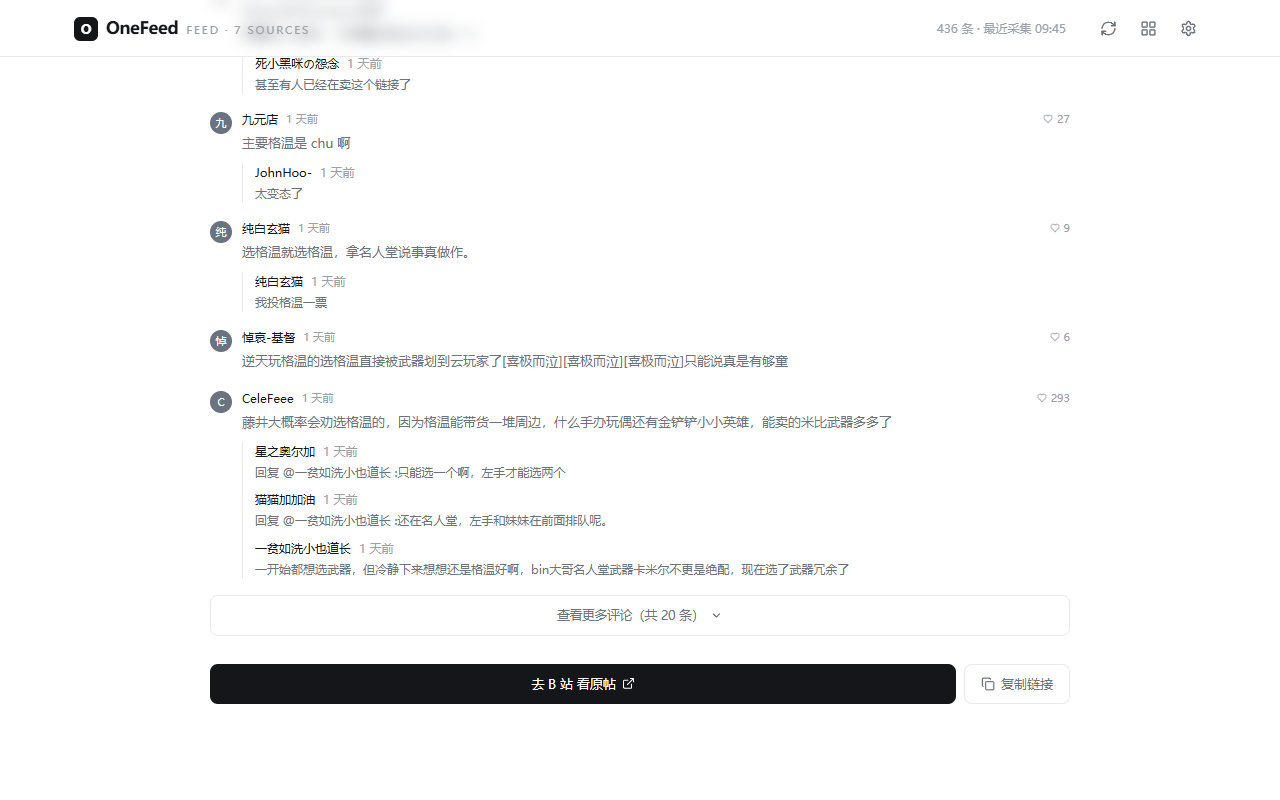 O OneFeed FEED · 7 SOURCES
436 条 · 最近采集 09:45
死小黑咪の怨念 1 天前
甚至有人已经在卖这个链接了
九 九元店 1 天前 27
主要格温是 chu 啊
JohnHoo- 1 天前
太变态了
纯 纯白玄猫 1 天前 9
选格温就选格温，拿名人堂说事真做作。
纯白玄猫 1 天前
我投格温一票
悼 悼哀-基督 1 天前 6
逆天玩格温的选格温直接被武器划到云玩家了[喜极而泣][喜极而泣][喜极而泣]只能说真是有够童
C CeleFeee 1 天前 293
藤井大概率会劝选格温的，因为格温能带货一堆周边，什么手办玩偶还有金铲铲小小英雄，能卖的米比武器多多了
星之奥尔加 1 天前
回复 @一贫如洗小也道长 :只能选一个啊，左手才能选两个
猫猫加加油 1 天前
回复 @一贫如洗小也道长 :还在名人堂，左手和妹妹在前面排队呢。
一贫如洗小也道长 1 天前
一开始都想选武器，但冷静下来想想还是格温好啊，bin大哥名人堂武器卡米尔不更是绝配，现在选了武器冗余了
查看更多评论（共 20 条）
去 B 站 看原帖
复制链接